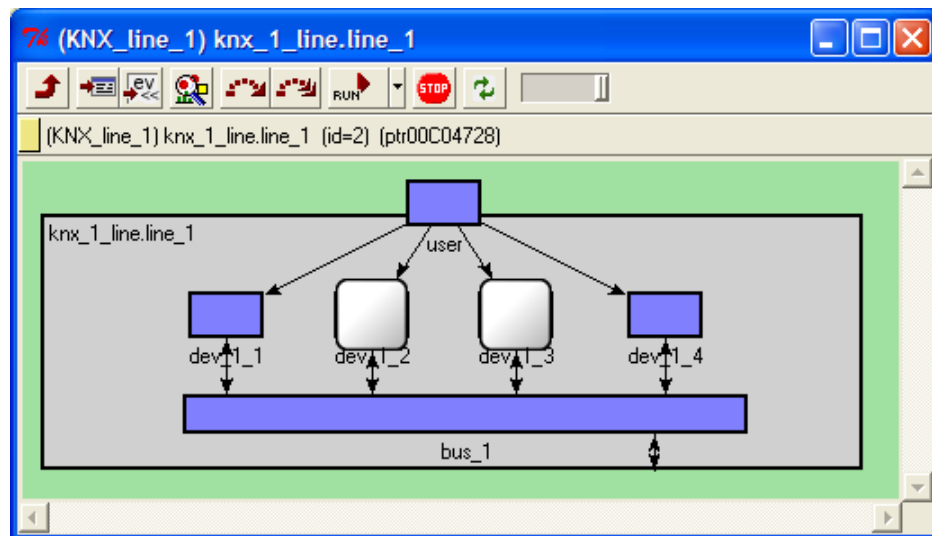 (KNX_line_1) knx_1_line.line_1
ev
<<
RUN
STOP
(KNX_line_1) knx_1_line.line_1 (id=2) (ptr00C04728)
knx_1_line.line_1
user
dev_1_1
dev_1_2
dev_1_3
dev_1_4
bus_1